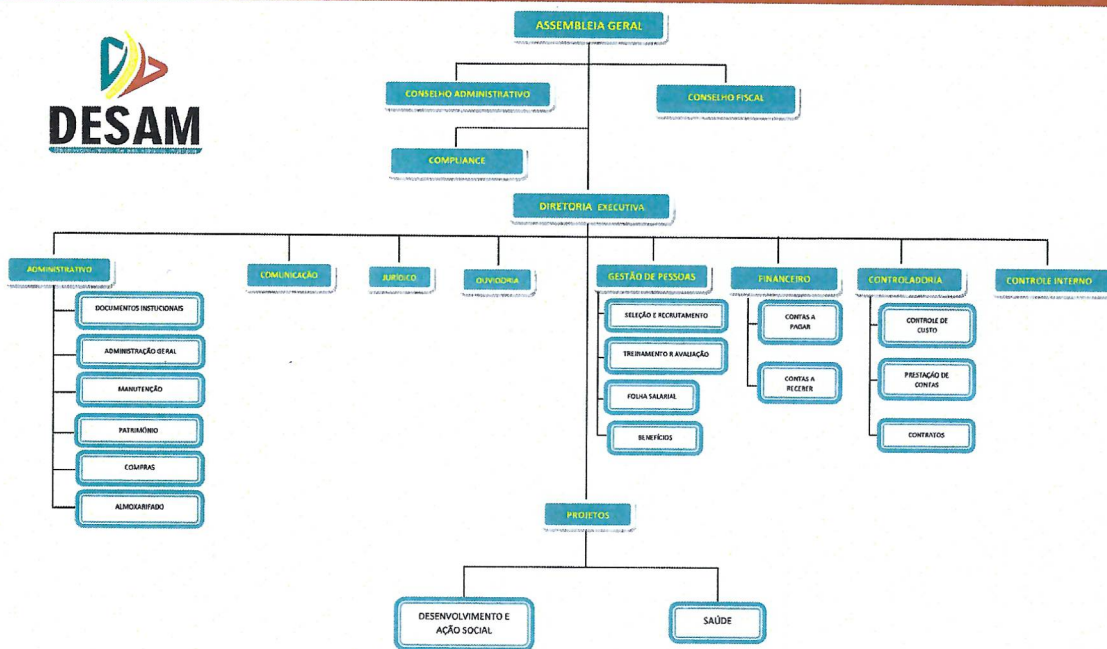 ASSEMBLEIA GERAL
DESAM
CONSELHO ADMINISTRATIVO
CONSELHO FISCAL
COMPLIANCE
DIRETORIA EXECUTIVA
ADMINISTRATIVO
COMUNICAÇÃO
JURÍDICO
OUVIDORIA
GESTÃO DE PESSOAS
FINANCEIRO
CONTROLADORIA
CONTROLE INTERNO
DOCUMENTOS INSTUCIONAIS
ADMINISTRAÇÃO GERAL
MANUTENÇÃO
PATRIMÔNIO
COMPRAS
ALMOXARIFADO
SELEÇÃO E RECRUTAMENTO
TREINAMENTO R AVALIAÇÃO
FOLHA SALARIAL
BENEFÍCIOS
CONTAS A
PAGAR
CONTAS A
RECEBER
CONTROLE DE
CUSTO
PRESTAÇÃO DE
CONTAS
CONTRATOS
PROJETOS
DESENVOLVIMENTO E
AÇÃO SOCIAL
SAÚDE